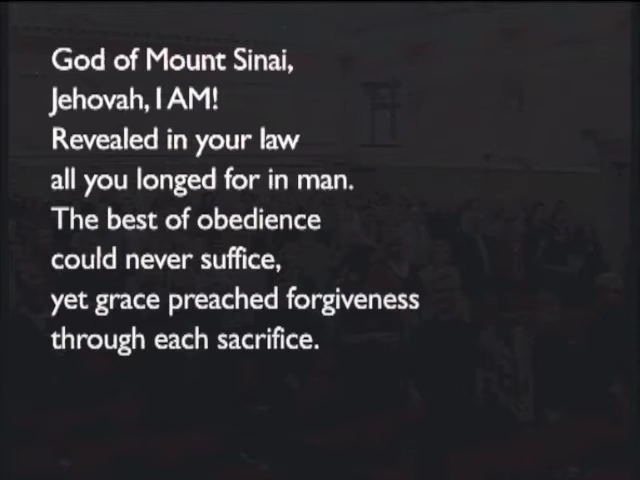 God of Mount Sinai,
Jehovah, I AM!
Revealed in your law
all you longed for in man.
The best of obedience
could never suffice,
yet grace preached forgiveness
through each sacrifice.